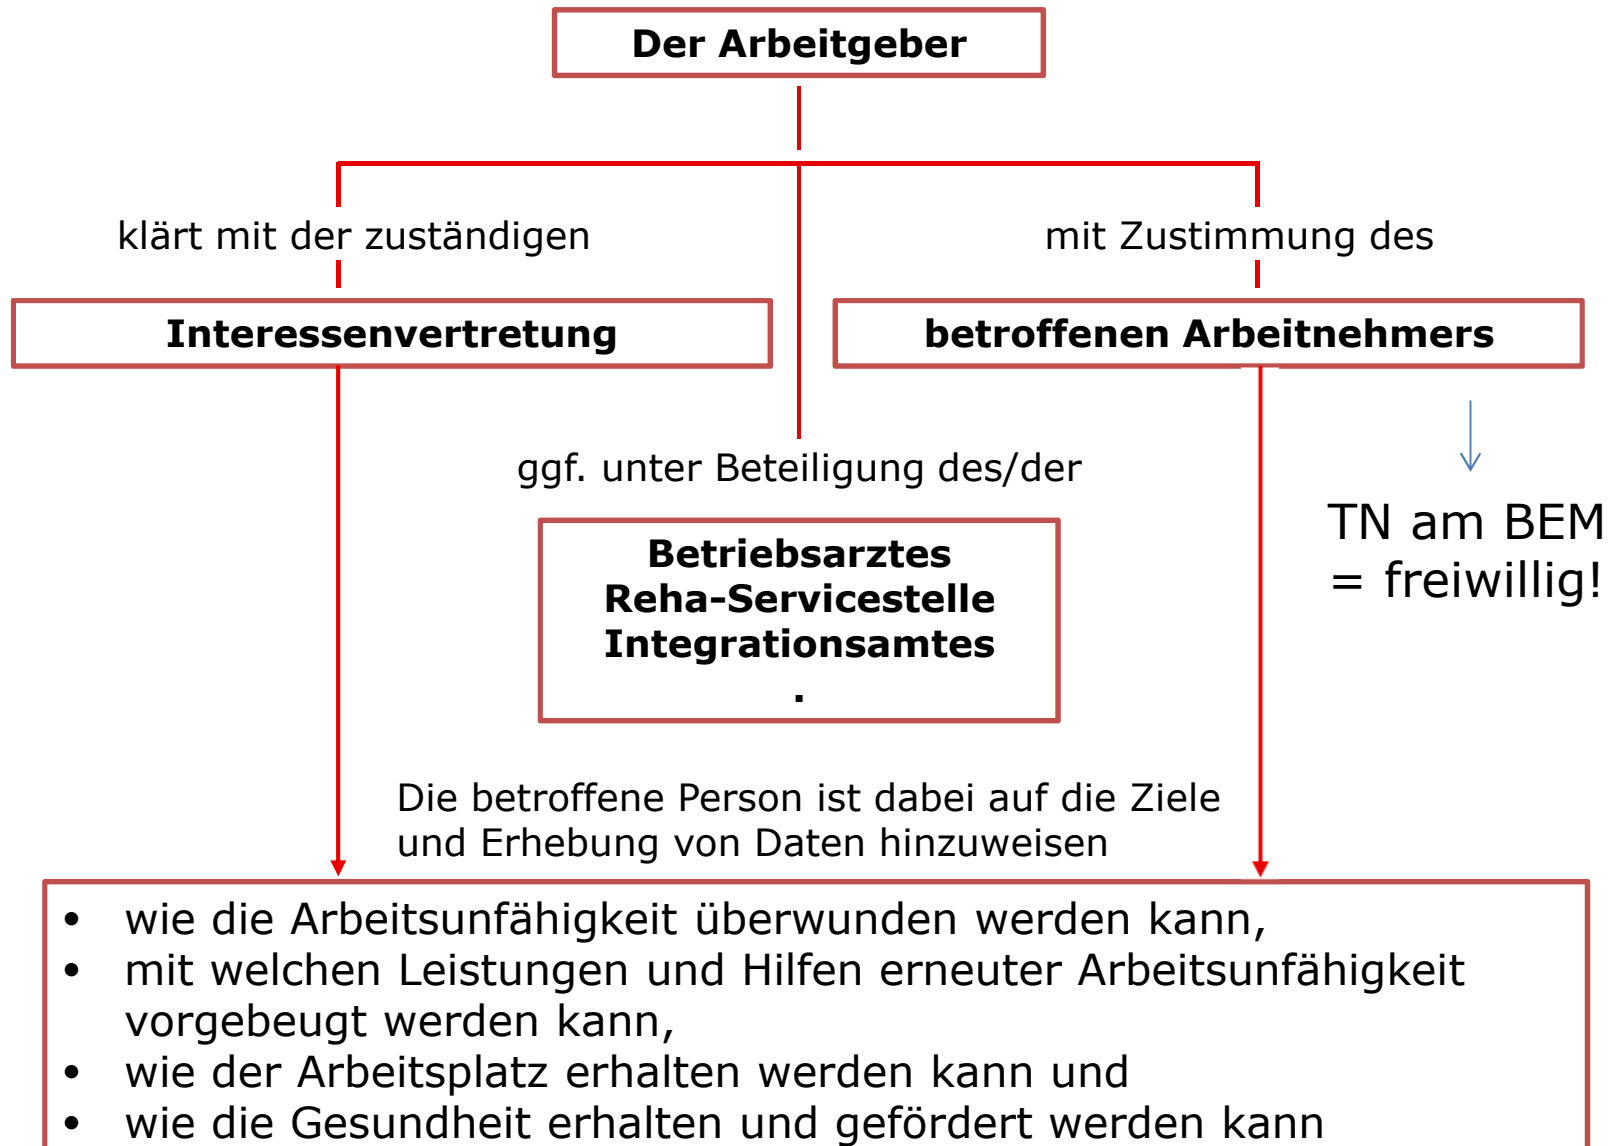 Der Arbeitgeber
klärt mit der zuständigen
mit Zustimmung des
Interessenvertretung
betroffenen Arbeitnehmers
ggf. unter Beteiligung des/der
TN am BEM
= freiwillig!
Betriebsarztes
Reha-Servicestelle
Integrationsamtes
.
Die betroffene Person ist dabei auf die Ziele
und Erhebung von Daten hinzuweisen
• wie die Arbeitsunfähigkeit überwunden werden kann,
• mit welchen Leistungen und Hilfen erneuter Arbeitsunfähigkeit
vorgebeugt werden kann,
• wie der Arbeitsplatz erhalten werden kann und
• wie die Gesundheit erhalten und gefördert werden kann